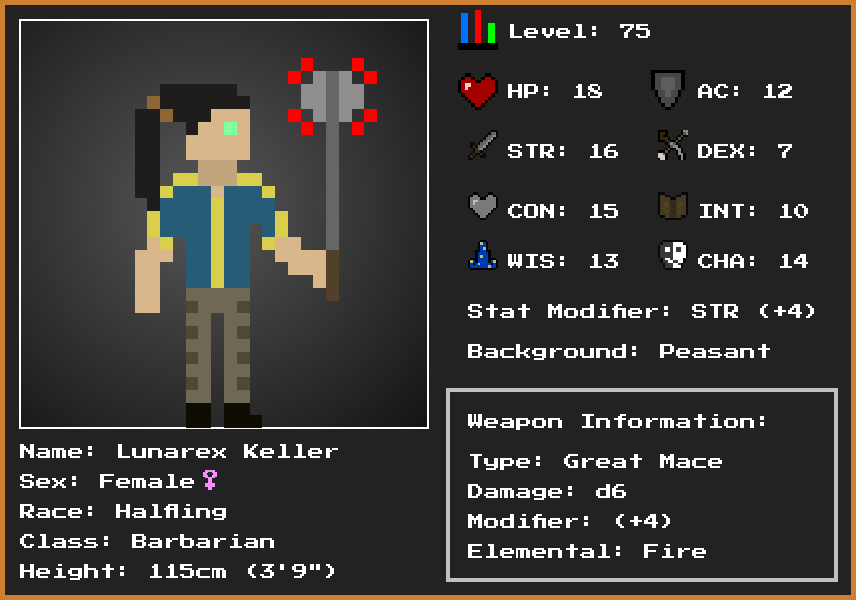 Level: 75
HP: 18 AC: 12
STR: 16 DEX: 7
CON: 15 INT: 10
WIS: 13 CHA: 14
Stat Modifier: STR (+4)
Background: Peasant
Weapon Information:
Type: Great Mace
Damage: d6
Modifier: (+4)
Elemental: Fire
Name: Lunarex Keller
Sex: Female♀
Race: Halfling
Class: Barbarian
Height: 115cm (3'9")